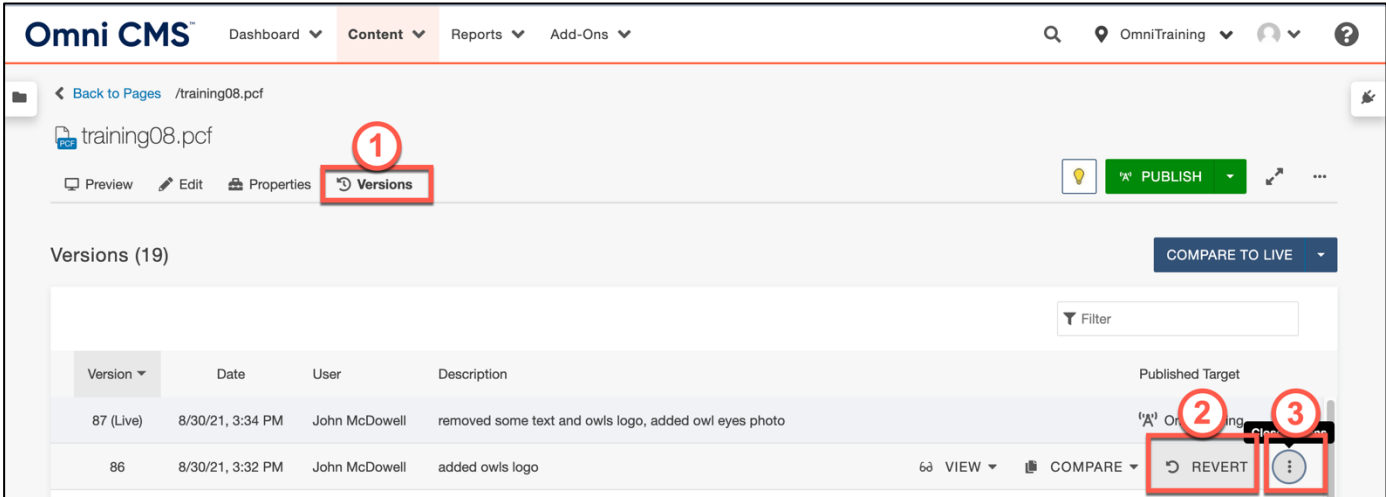 Omni CMS™ Dashboard Content Reports Add-Ons OmniTraining ?
Back to Pages /training08.pcf
PCF training08.pcf
1
Preview Edit Properties Versions PUBLISH ...
Versions (19) COMPARE TO LIVE
Filter
Version Date User Description Published Target
87 (Live) 8/30/21, 3:34 PM John McDowell removed some text and owls logo, added owl eyes photo
2 3
86 8/30/21, 3:32 PM John McDowell added owls logo VIEW COMPARE REVERT